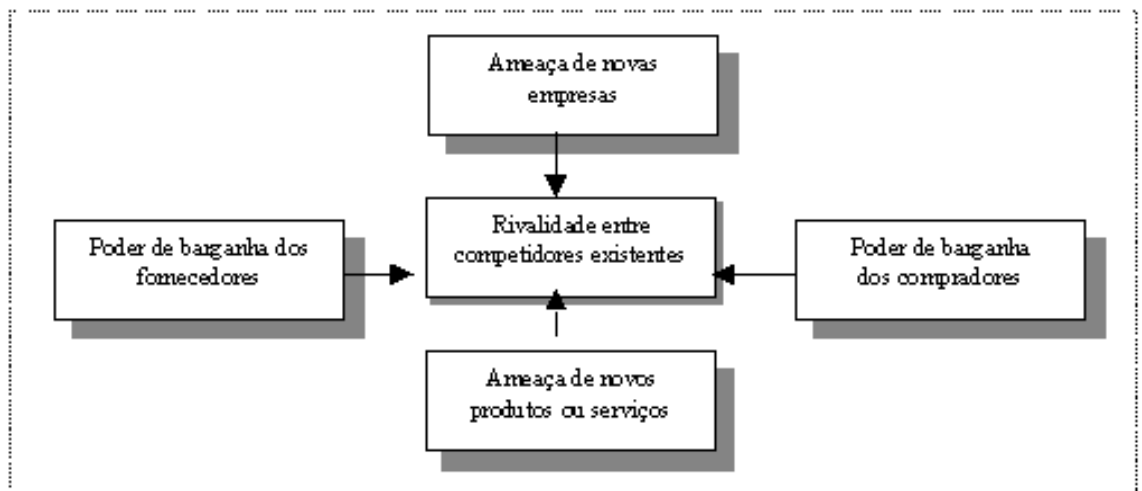 Ameaça de novas
empresas
Rivalidade entre
competidores existentes
Poder de barganha dos
fornecedores
Poder de barganha
dos compradores
Ameaça de novos
produtos ou serviços